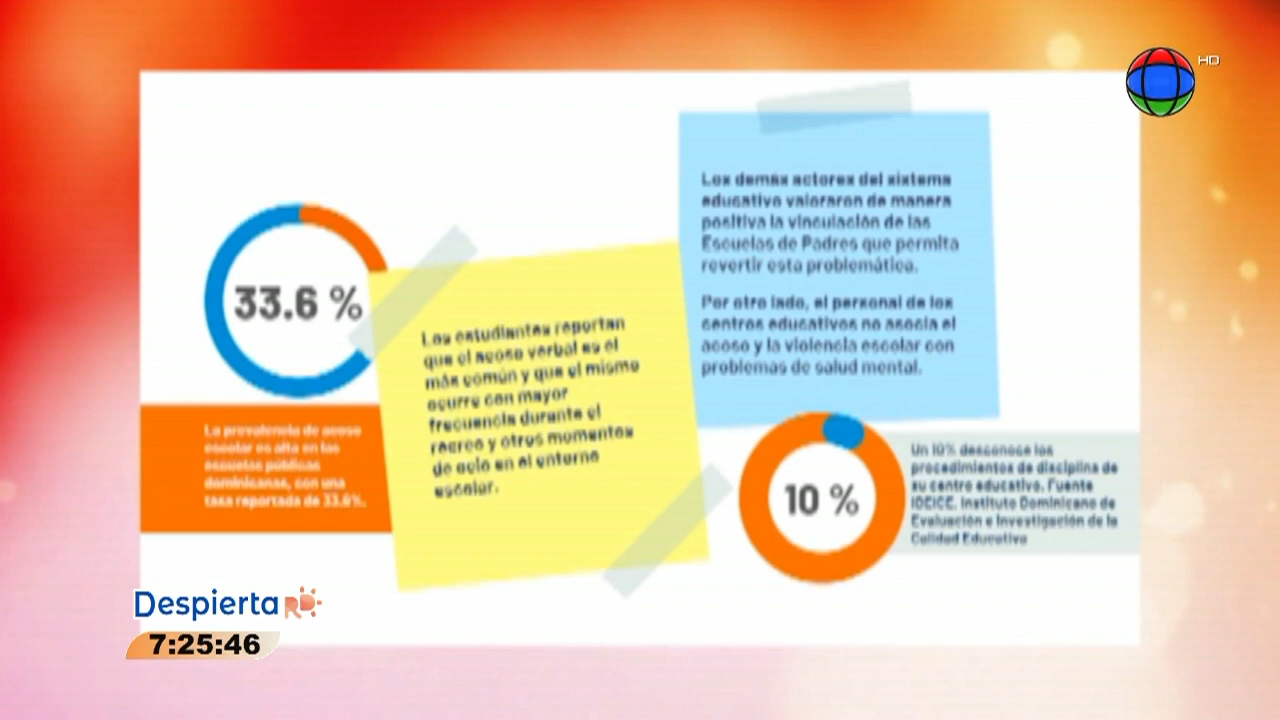 HD
33.6 %
La prevalencia de acoso
escolar es alta en las
escuelas públicas
dominicanas, con una
tasa reportada de 33.6%.
Los estudiantes reportan
que el acoso verbal es el
más común y que el mismo
ocurre con mayor
frecuencia durante el
recreo y otros momentos
de ocio en el entorno
escolar.
Los demás actores del sistema
educativo valoraron de manera
positiva la vinculación de las
Escuelas de Padres que permita
revertir esta problemática.
Por otro lado, el personal de los
centros educativos no asocia el
acoso y la violencia escolar con
problemas de salud mental.
10 %
Un 10% desconoce los
procedimientos de disciplina de
su centro educativo. Fuente
IDEICE. Instituto Dominicano de
Evaluación e Investigación de la
Calidad Educativa
Despierta RD
7:25:46